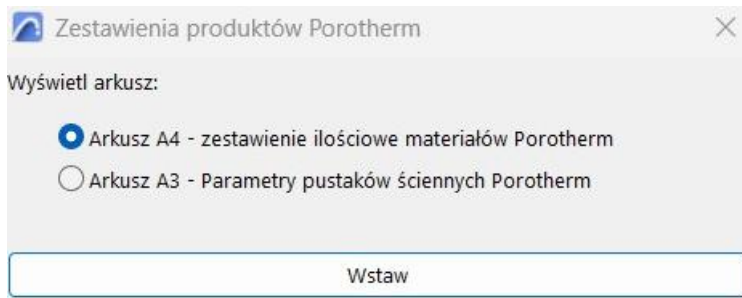 Zestawienia produktów Porotherm
Wyświetl arkusz:
Arkusz A4 - zestawienie ilościowe materiałów Porotherm
Arkusz A3 - Parametry pustaków ściennych Porotherm
Wstaw